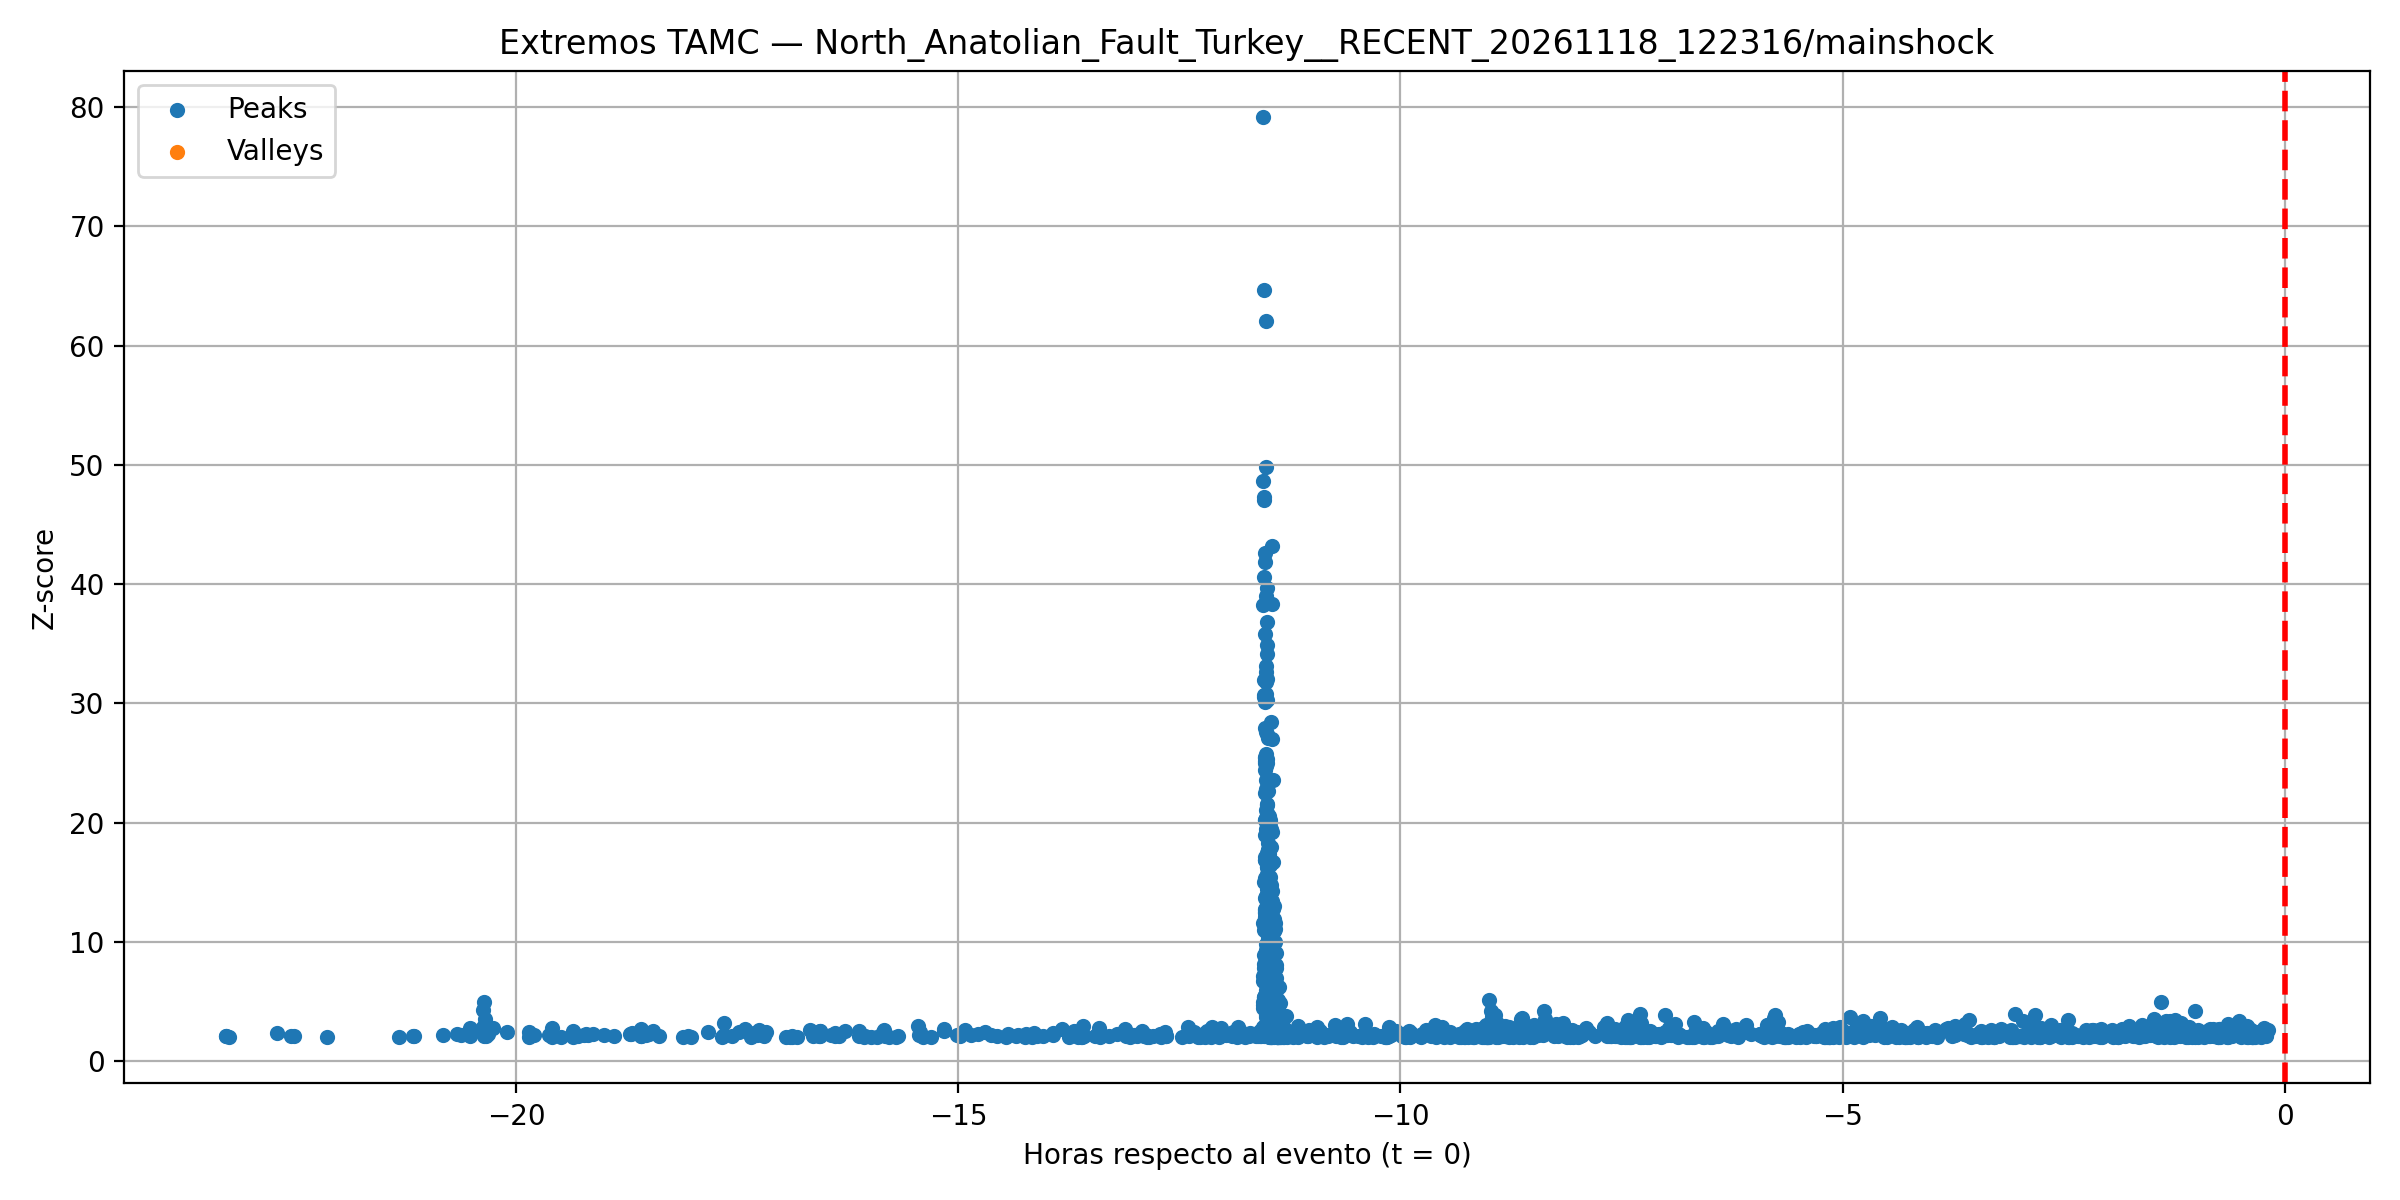 Extremos TAMC — North_Anatolian_Fault_Turkey__RECENT_20261118_122316/mainshock
Peaks
Valleys
80
70
60
50
40
30
20
10
0
Z-score
−20
−15
−10
−5
0
Horas respecto al evento (t = 0)